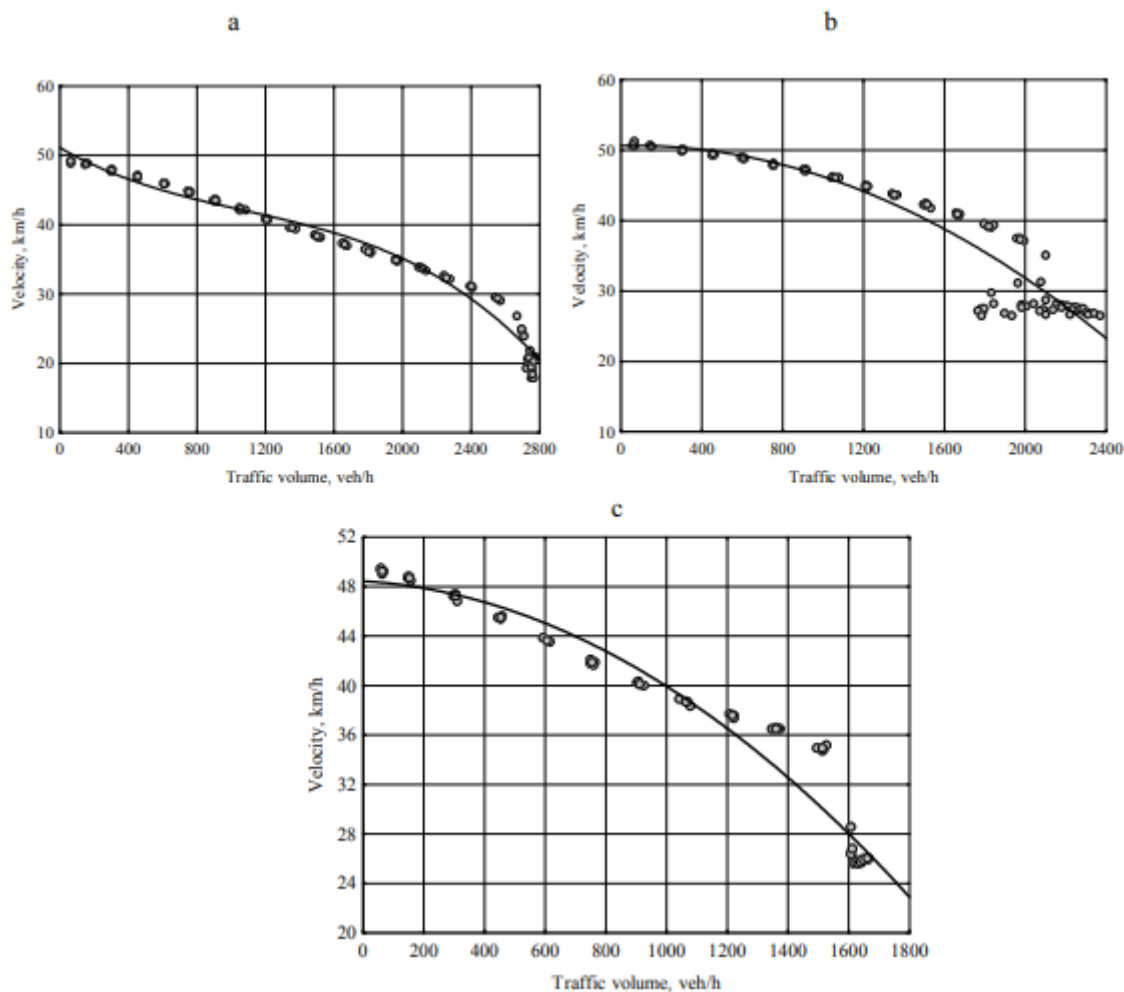 a
b
60
50
40
30
20
10
Velocity, km/h
0 400 800 1200 1600 2000 2400 2800
Traffic volume, veh/h
60
50
40
30
20
10
Velocity, km/h
0 400 800 1200 1600 2000 2400
Traffic volume, veh/h
c
52
48
44
40
36
32
28
24
20
Velocity, km/h
0 200 400 600 800 1000 1200 1400 1600 1800
Traffic volume, veh/h